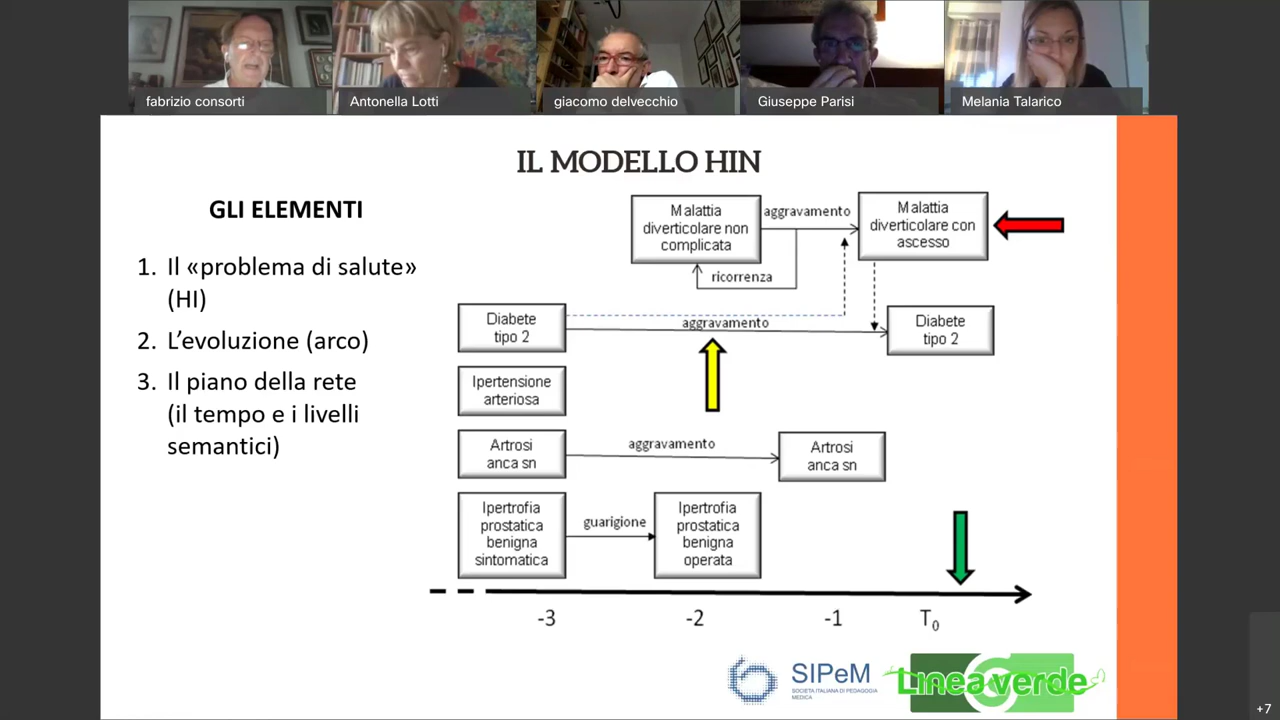 fabrizio consorti
Antonella Lotti
giacomo delvecchio
Giuseppe Parisi
Melania Talarico
IL MODELLO HIN
GLI ELEMENTI
1. Il «problema di salute»
(HI)
2. L’evoluzione (arco)
3. Il piano della rete
(il tempo e i livelli
semantici)
Malattia
diverticolare non
complicata
aggravamento
Malattia
diverticolare con
ascesso
ricorrenza
Diabete
tipo 2
aggravamento
Diabete
tipo 2
Ipertensione
arteriosa
Artrosi
anca sn
aggravamento
Artrosi
anca sn
Ipertrofia
prostatica
benigna
sintomatica
guarigione
Ipertrofia
prostatica
benigna
operata
-3
-2
-1
T0
SIPeM
SOCIETÀ ITALIANA DI PEDAGOGIA
MEDICA
Lineaverde
+7